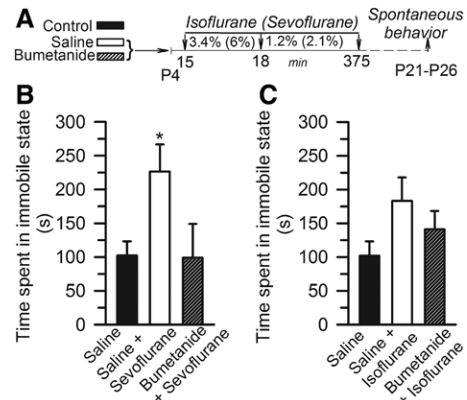 A
Control
Saline
Bumetanide
Isoflurane (Sevoflurane)
3.4% (6%) 1.2% (2.1%)
15 18 min 375
P4
Spontaneous
behavior
P21-P26
B
Time spent in immobile state
(s)
300
250
200
150
100
50
0
*
Saline
Saline +
Sevoflurane
Bumetanide
+ Sevoflurane
C
Time spent in immobile state
(s)
300
250
200
150
100
50
0
Saline
Saline +
Isoflurane
Bumetanide
+ Isoflurane